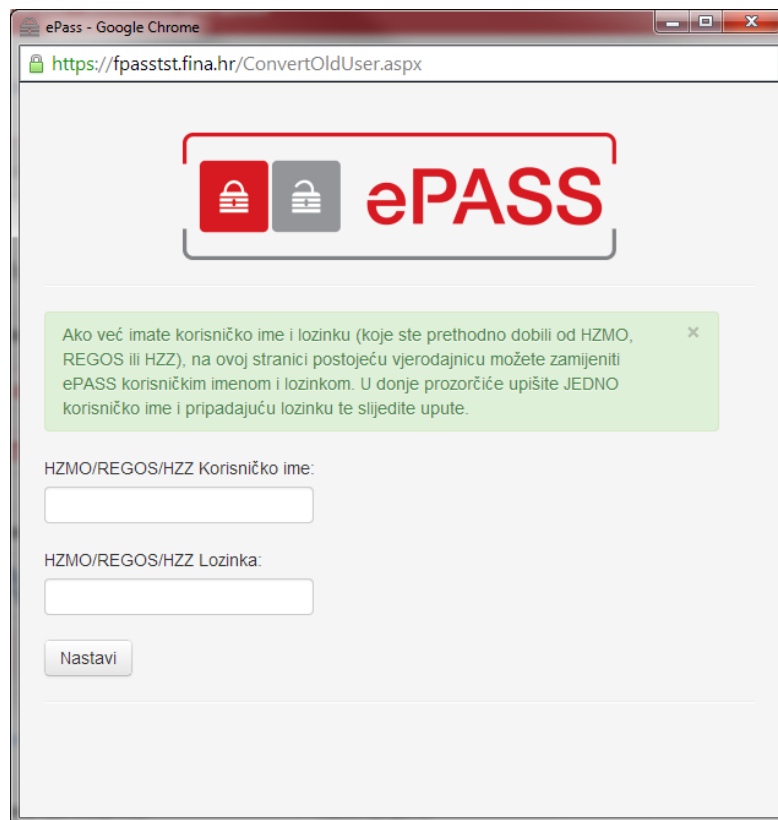 ePass - Google Chrome
https://fpasstst.fina.hr/ConvertOldUser.aspx
ePASS
Ako već imate korisničko ime i lozinku (koje ste prethodno dobili od HZMO,
REGOS ili HZZ), na ovoj stranici postojeću vjerodajnicu možete zamijeniti
ePASS korisničkim imenom i lozinkom. U donje prozorčiće upišite JEDNO
korisničko ime i pripadajuću lozinku te slijedite upute.
HZMO/REGOS/HZZ Korisničko ime:
HZMO/REGOS/HZZ Lozinka:
Nastavi